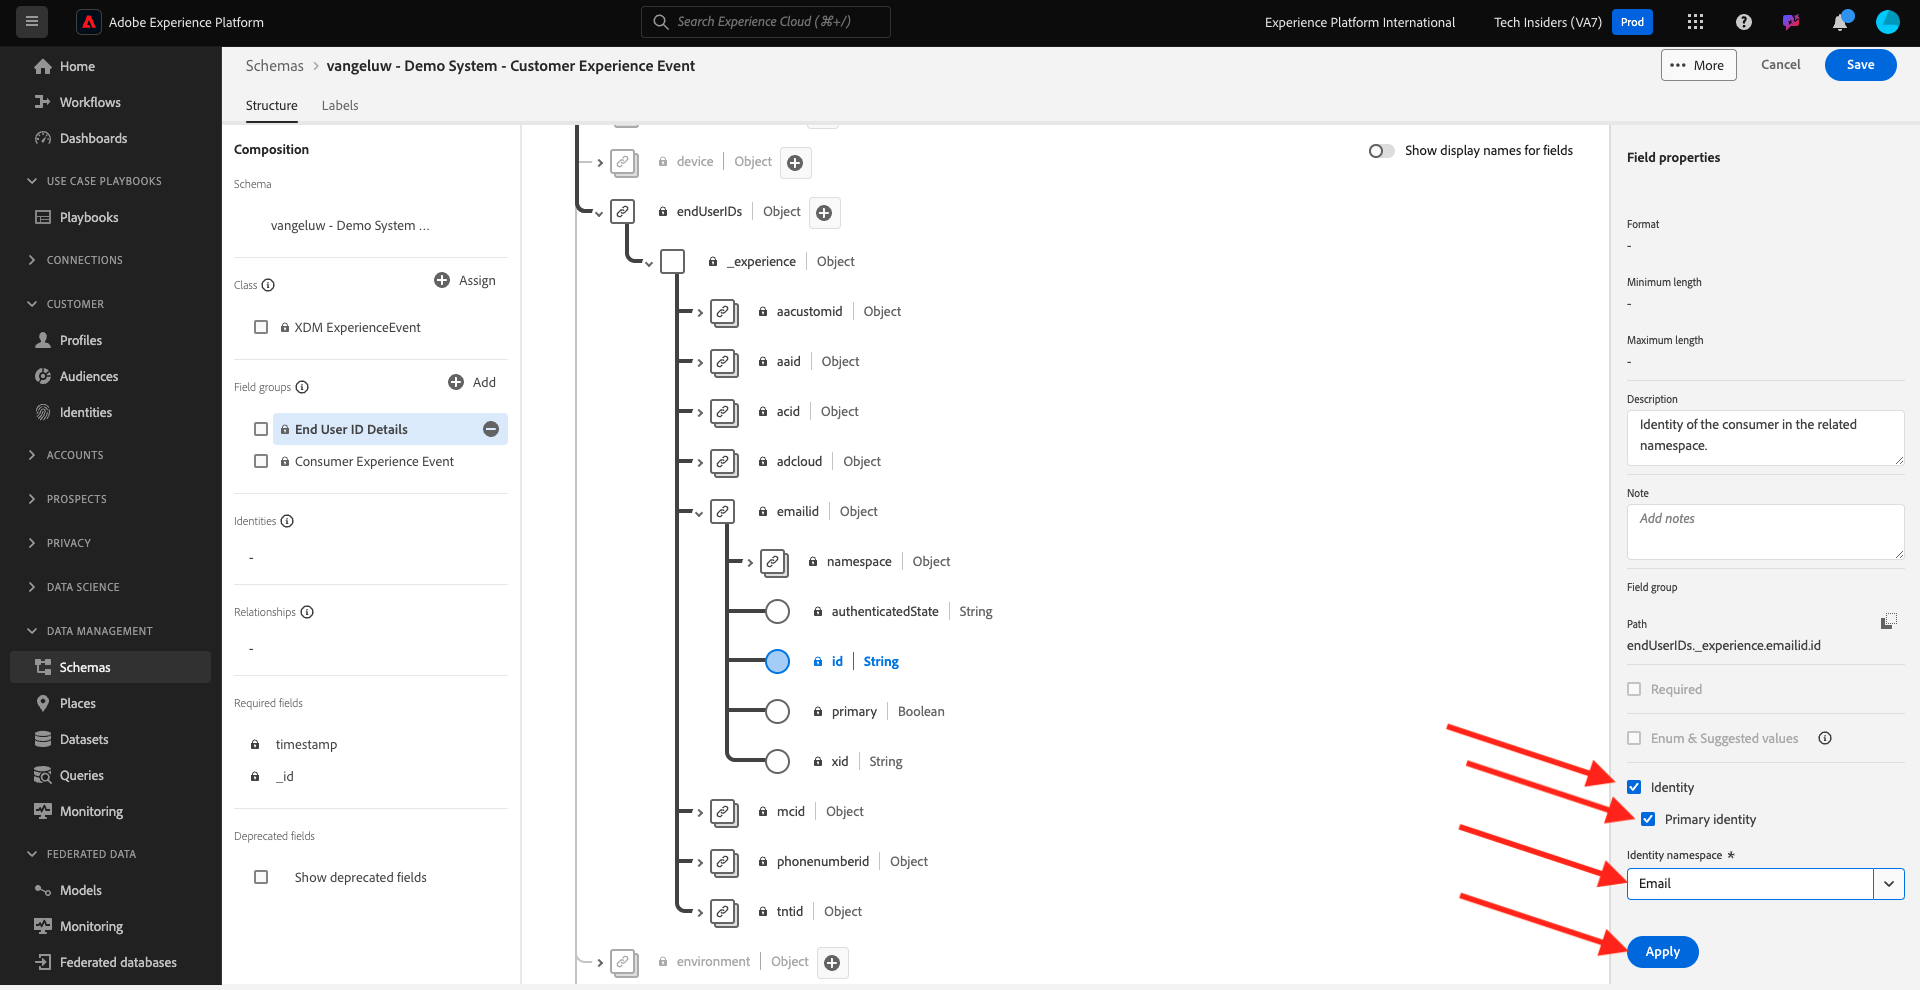 Adobe Experience Platform
Search Experience Cloud (⌘+/)
Experience Platform International
Tech Insiders (VA7)
Prod
Home
Workflows
Dashboards
USE CASE PLAYBOOKS
Playbooks
CONNECTIONS
CUSTOMER
Profiles
Audiences
Identities
ACCOUNTS
PROSPECTS
PRIVACY
DATA SCIENCE
DATA MANAGEMENT
Schemas
Places
Datasets
Queries
Monitoring
FEDERATED DATA
Models
Monitoring
Federated databases
Schemas > vangeluw - Demo System - Customer Experience Event
••• More
Cancel
Save
Structure
Labels
Composition
Schema
vangeluw - Demo System ...
Class
Assign
XDM ExperienceEvent
Field groups
Add
End User ID Details
Consumer Experience Event
Identities
-
Relationships
-
Required fields
timestamp
_id
Deprecated fields
Show deprecated fields
Show display names for fields
device | Object
endUserIDs | Object
_experience | Object
aacustomid | Object
aaid | Object
acid | Object
adcloud | Object
emailid | Object
namespace | Object
authenticatedState | String
id | String
primary | Boolean
xid | String
mcid | Object
phonenumberid | Object
tntid | Object
environment | Object
Field properties
Format
-
Minimum length
-
Maximum length
-
Description
Identity of the consumer in the related
namespace.
Note
Add notes
Field group
Path
endUserIDs._experience.emailid.id
Required
Enum & Suggested values
Identity
Primary identity
Identity namespace *
Email
Apply